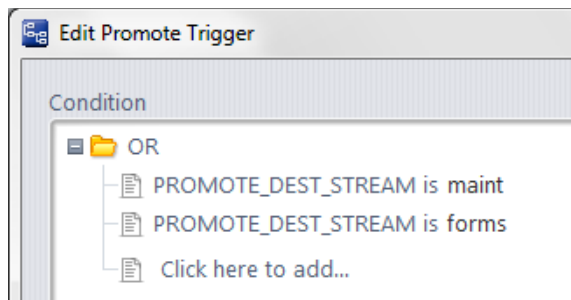 Edit Promote Trigger
Condition
OR
PROMOTE_DEST_STREAM is maint
PROMOTE_DEST_STREAM is forms
Click here to add...